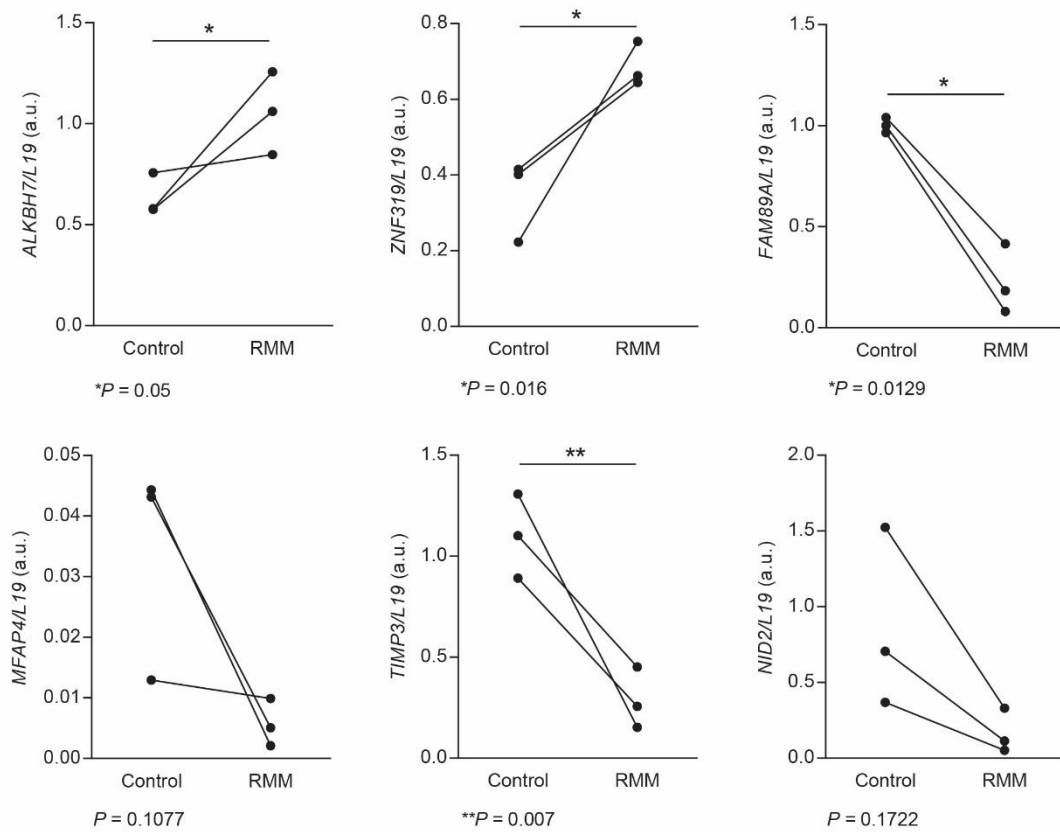 ALKBH7/L19 (a.u.)
1.5
1.0
0.5
0.0
*
Control RMM
*P = 0.05
ZNF319/L19 (a.u.)
0.8
0.6
0.4
0.2
0.0
*
Control RMM
*P = 0.016
FAM89A/L19 (a.u.)
1.5
1.0
0.5
0.0
*
Control RMM
*P = 0.0129
MFAP4/L19 (a.u.)
0.05
0.04
0.03
0.02
0.01
0.00
Control RMM
P = 0.1077
TIMP3/L19 (a.u.)
1.5
1.0
0.5
0.0
**
Control RMM
**P = 0.007
NID2/L19 (a.u.)
2.0
1.5
1.0
0.5
0.0
Control RMM
P = 0.1722